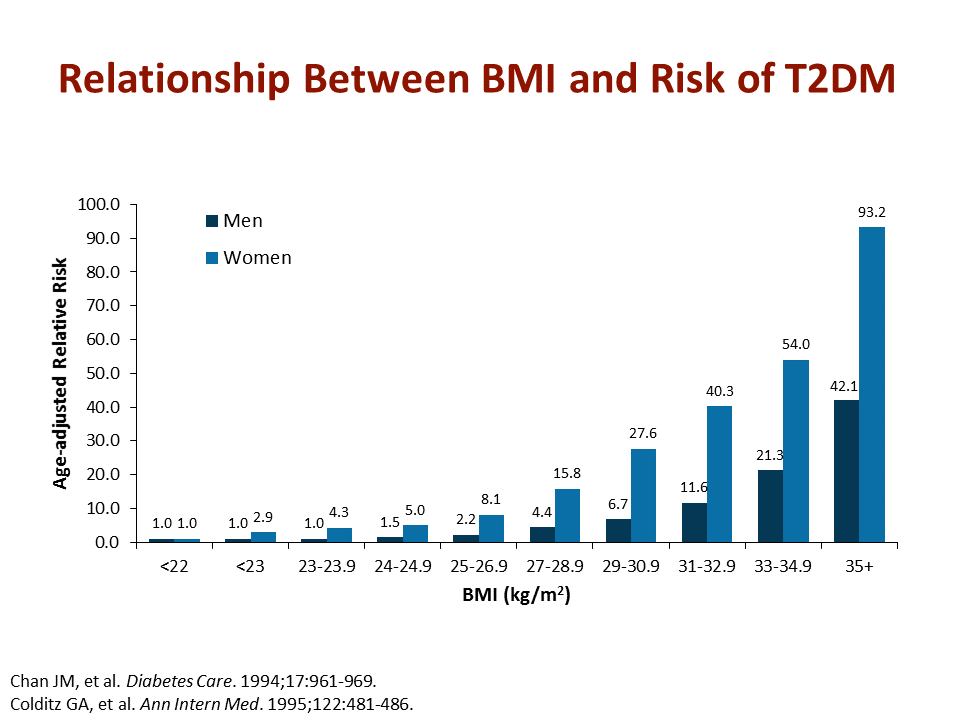 Relationship Between BMI and Risk of T2DM
Men
Women
Age-adjusted Relative Risk
100.0
90.0
80.0
70.0
60.0
50.0
40.0
30.0
20.0
10.0
0.0
1.0 1.0
1.0 2.9
1.0 4.3
1.5 5.0
2.2 8.1
4.4 15.8
6.7 27.6
11.6 40.3
21.3 54.0
42.1 93.2
<22 <23 23-23.9 24-24.9 25-26.9 27-28.9 29-30.9 31-32.9 33-34.9 35+
BMI (kg/m²)
Chan JM, et al. Diabetes Care. 1994;17:961-969.
Colditz GA, et al. Ann Intern Med. 1995;122:481-486.